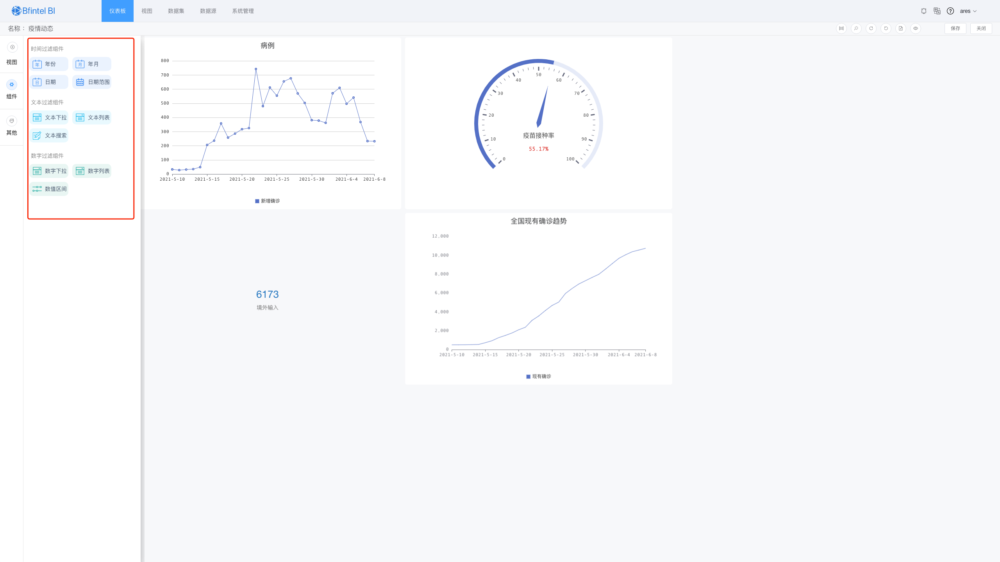 Bfintel BI 仪表板 视图 数据集 数据源 系统管理 ares
名称： 疫情动态 保存 关闭
视图
组件
其他
时间过滤组件
年 年份 月 年月
日 日期 日期范围
文本过滤组件
文本下拉 文本列表
文本搜索
数字过滤组件
数字下拉 数字列表
数值区间
病例
800
700
600
500
400
300
200
100
0
2021-5-10 2021-5-15 2021-5-20 2021-5-25 2021-5-30 2021-6-4 2021-6-8
新增确诊
0
10
20
30
40
50
60
70
80
90
100
疫苗接种率
55.17%
6173
境外输入
全国现有确诊趋势
12,000
10,000
8,000
6,000
4,000
2,000
0
2021-5-10 2021-5-15 2021-5-20 2021-5-25 2021-5-30 2021-6-4 2021-6-8
现有确诊